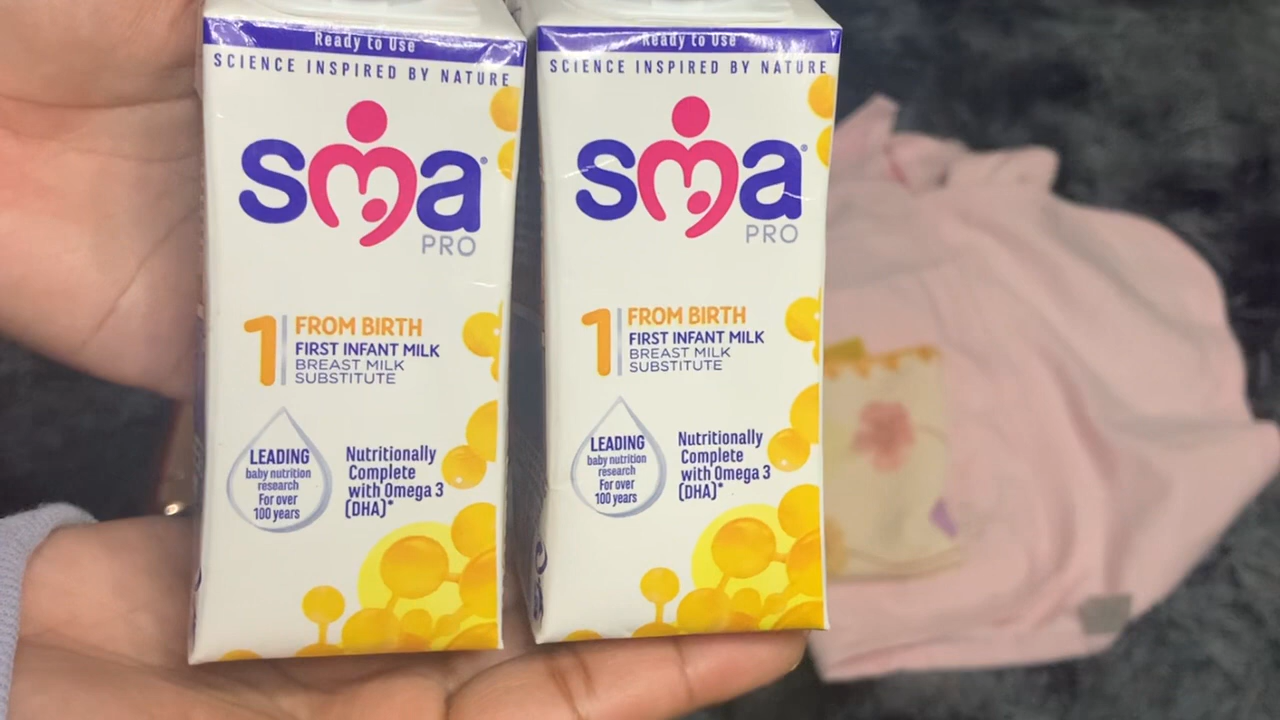 Ready to Use
SCIENCE INSPIRED BY NATURE
sma
PRO
1
FROM BIRTH
FIRST INFANT MILK
BREAST MILK
SUBSTITUTE
LEADING
baby nutrition
research
For over
100 years
Nutritionally
Complete
with Omega 3
(DHA)*
Ready to Use
SCIENCE INSPIRED BY NATURE
sma
PRO
1
FROM BIRTH
FIRST INFANT MILK
BREAST MILK
SUBSTITUTE
LEADING
baby nutrition
research
For over
100 years
Nutritionally
Complete
with Omega 3
(DHA)*